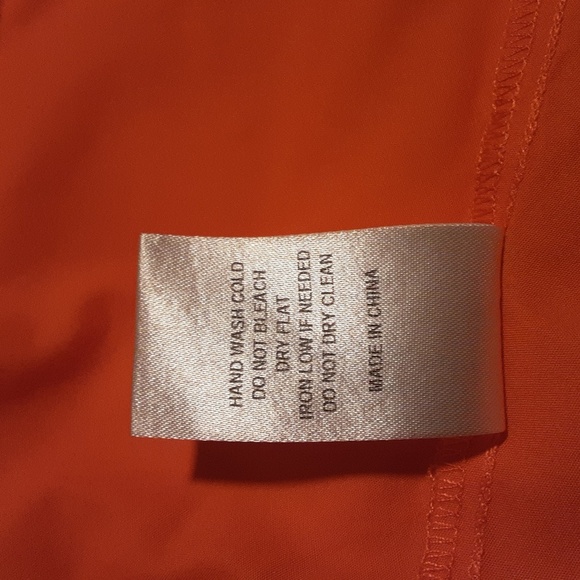 HAND WASH COLD
DO NOT BLEACH
DRY FLAT
IRON LOW IF NEEDED
DO NOT DRY CLEAN
MADE IN CHINA